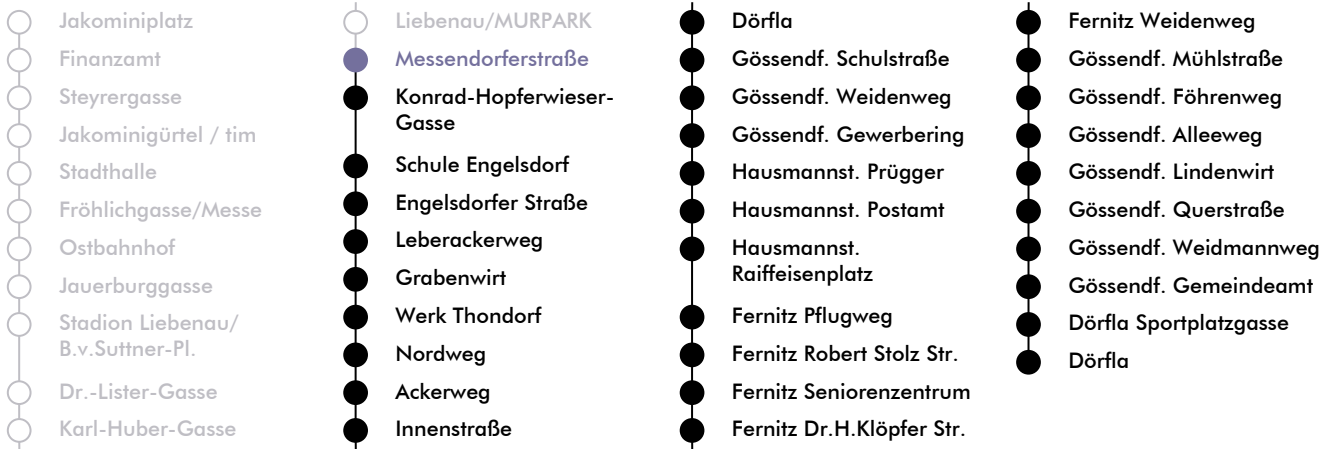 Jakominiplatz
Finanzamt
Steyrergasse
Jakominigürtel / tim
Stadthalle
Fröhlichgasse/Messe
Ostbahnhof
Jauerburggasse
Stadion Liebenau/
B.v.Suttner-Pl.
Dr.-Lister-Gasse
Karl-Huber-Gasse
Liebenau/MURPARK
Messendorferstraße
Konrad-Hopferwieser-
Gasse
Schule Engelsdorf
Engelsdorfer Straße
Leberackerweg
Grabenwirt
Werk Thondorf
Nordweg
Ackerweg
Innenstraße
Dörfla
Gössendf. Schulstraße
Gössendf. Weidenweg
Gössendf. Gewerbering
Hausmannst. Prügger
Hausmannst. Postamt
Hausmannst.
Raiffeisenplatz
Fernitz Pflugweg
Fernitz Robert Stolz Str.
Fernitz Seniorenzentrum
Fernitz Dr.H.Klöpfer Str.
Fernitz Weidenweg
Gössendf. Mühlstraße
Gössendf. Föhrenweg
Gössendf. Alleeweg
Gössendf. Lindenwirt
Gössendf. Querstraße
Gössendf. Weidmannweg
Gössendf. Gemeindeamt
Dörfla Sportplatzgasse
Dörfla